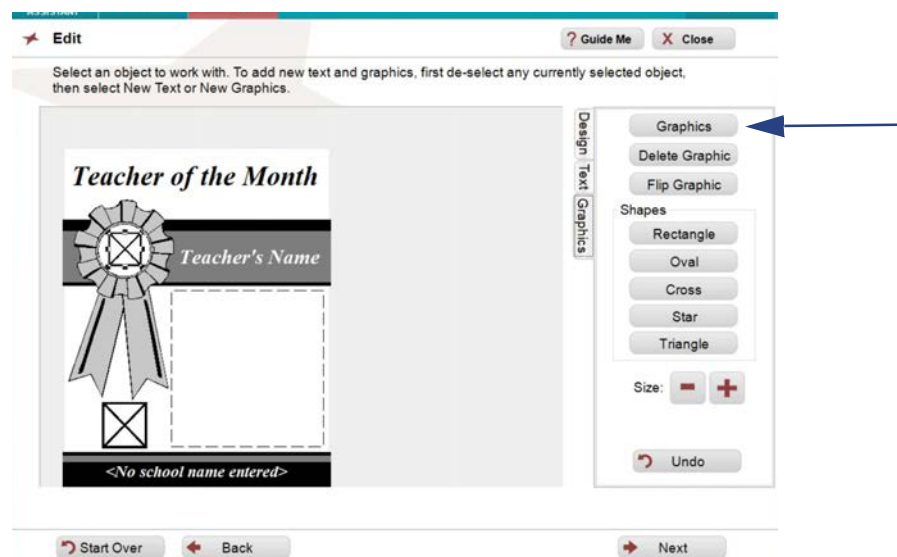 Edit
? Guide Me
X Close
Select an object to work with. To add new text and graphics, first de-select any currently selected object,
then select New Text or New Graphics.
Teacher of the Month
Teacher's Name
<No school name entered>
Design
Text
Graphics
Graphics
Delete Graphic
Flip Graphic
Shapes
Rectangle
Oval
Cross
Star
Triangle
Size:
Undo
Start Over
Back
Next